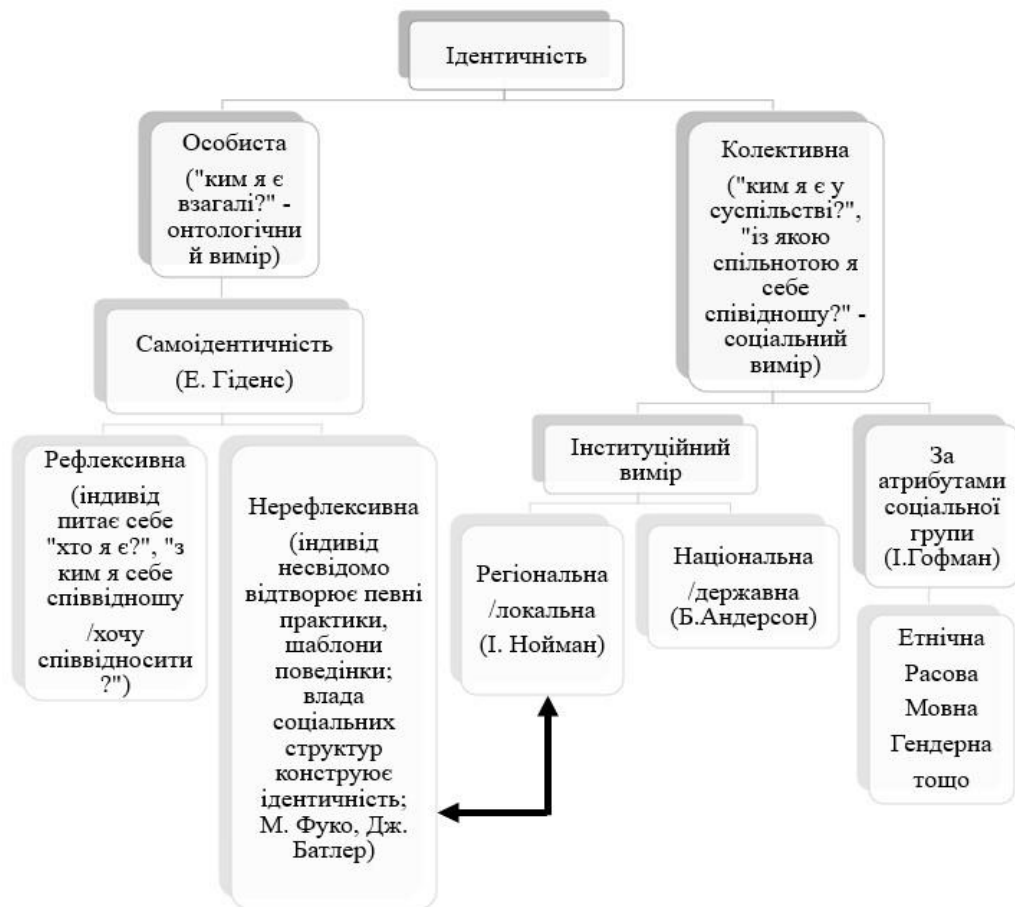 Ідентичність
Особиста
("ким я є
взагалі?" -
онтологічни
й вимір)
Колективна
("ким я є у
суспільстві?",
"із якою
спільнотою я
себе
співідношу?" -
соціальний
вимір)
Самоідентичність
(Е. Гіденс)
Рефлексивна
(індивід
питає себе
"хто я є?", "з
ким я себе
співвідношу
/хочу
співвідносити
?")
Нерефлексивна
(індивід
несвідомо
відтворює певні
практики,
шаблони
поведінки;
влада
соціальних
структур
конструює
ідентичність;
М. Фуко, Дж.
Батлер)
Інституційний
вимір
Регіональна
/локальна
(І. Нойман)
Національна
/державна
(Б.Андерсон)
За
атрибутами
соціальної
групи
(І.Гофман)
Етнічна
Расова
Мовна
Гендерна
тощо